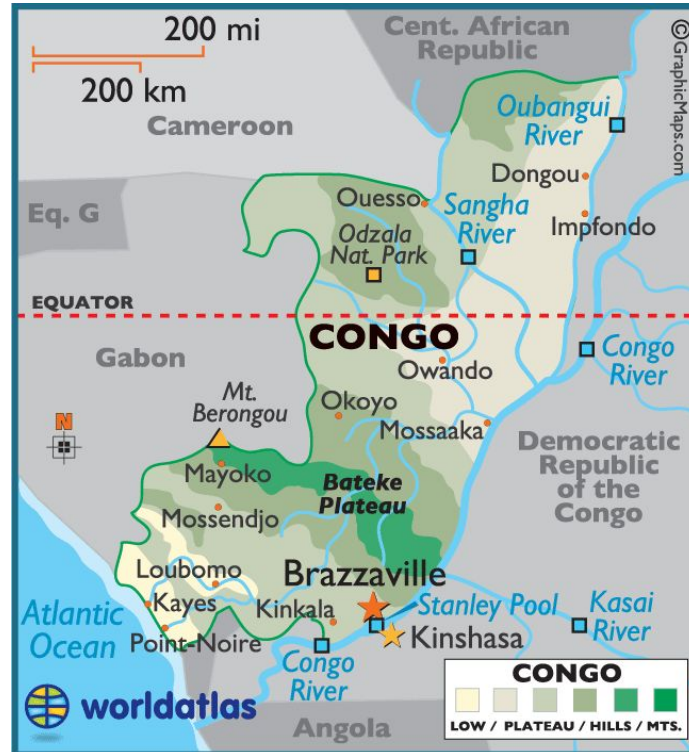 200 mi
200 km
Cent. African
Republic
©GraphicMaps.com
Cameroon
Oubangui
River
Dongou
Eq. G
Ouesso
Sangha
River
Impfondo
Odzala
Nat. Park
EQUATOR
CONGO
Gabon
Owando
Congo
River
Mt.
Berongou
Okoyo
N
Mossaaka
Democratic
Republic
of the
Congo
Mayoko
Bateke
Plateau
Mossendjo
Loubomo
Brazzaville
Atlantic
Ocean
Kayes
Kinkala
Stanley Pool
Kasai
River
Point-Noire
Congo
River
Kinshasa
worldatlas
Angola
CONGO
LOW / PLATEAU / HILLS / MTS.